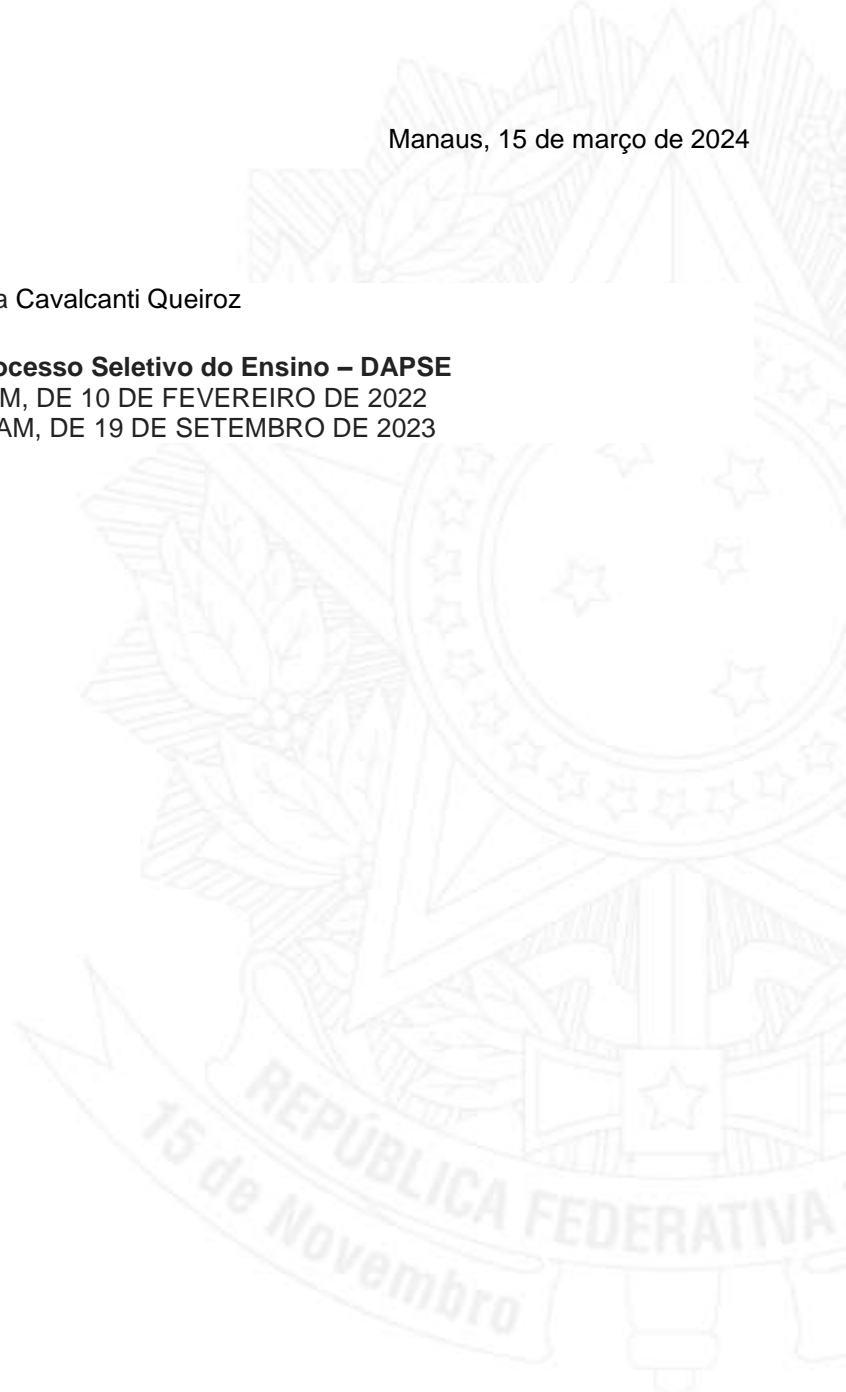 Manaus, 15 de março de 2024
a Cavalcanti Queiroz
ocesso Seletivo do Ensino – DAPSE
M, DE 10 DE FEVEREIRO DE 2022
AM, DE 19 DE SETEMBRO DE 2023
REPÚBLICA FEDERATIVA
15 de Novembro